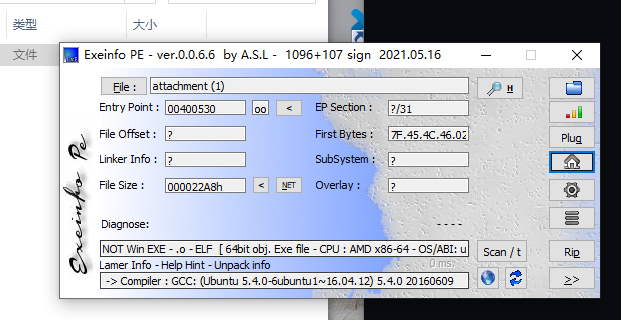 类型 大小
文件
Exeinfo PE - ver.0.0.6.6 by A.S.L - 1096+107 sign 2021.05.16
File : attachment (1) H
Entry Point : 00400530 oo < EP Section : ?/31
File Offset : ? First Bytes : 7F.45.4C.46.02 Plug
Linker Info : ? SubSystem : ?
File Size : 000022A8h < NET Overlay : ?
Diagnose: - - - -
NOT Win EXE - .o - ELF [ 64bit obj. Exe file - CPU : AMD x86-64 - OS/ABI: u Scan / t Rip
Lamer Info - Help Hint - Unpack info 0 ms.
-> Compiler : GCC: (Ubuntu 5.4.0-6ubuntu1~16.04.12) 5.4.0 20160609 >>
Exeinfo Pe